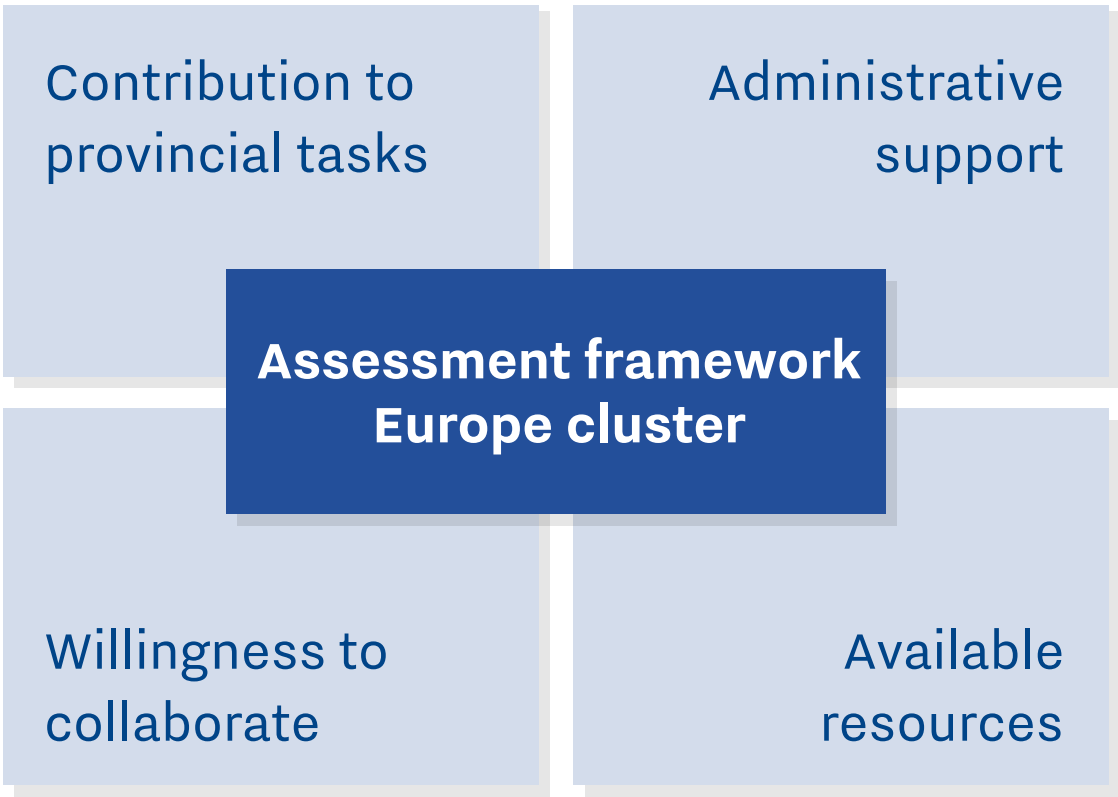 Contribution to
provincial tasks
Administrative
support
Assessment framework
Europe cluster
Willingness to
collaborate
Available
resources